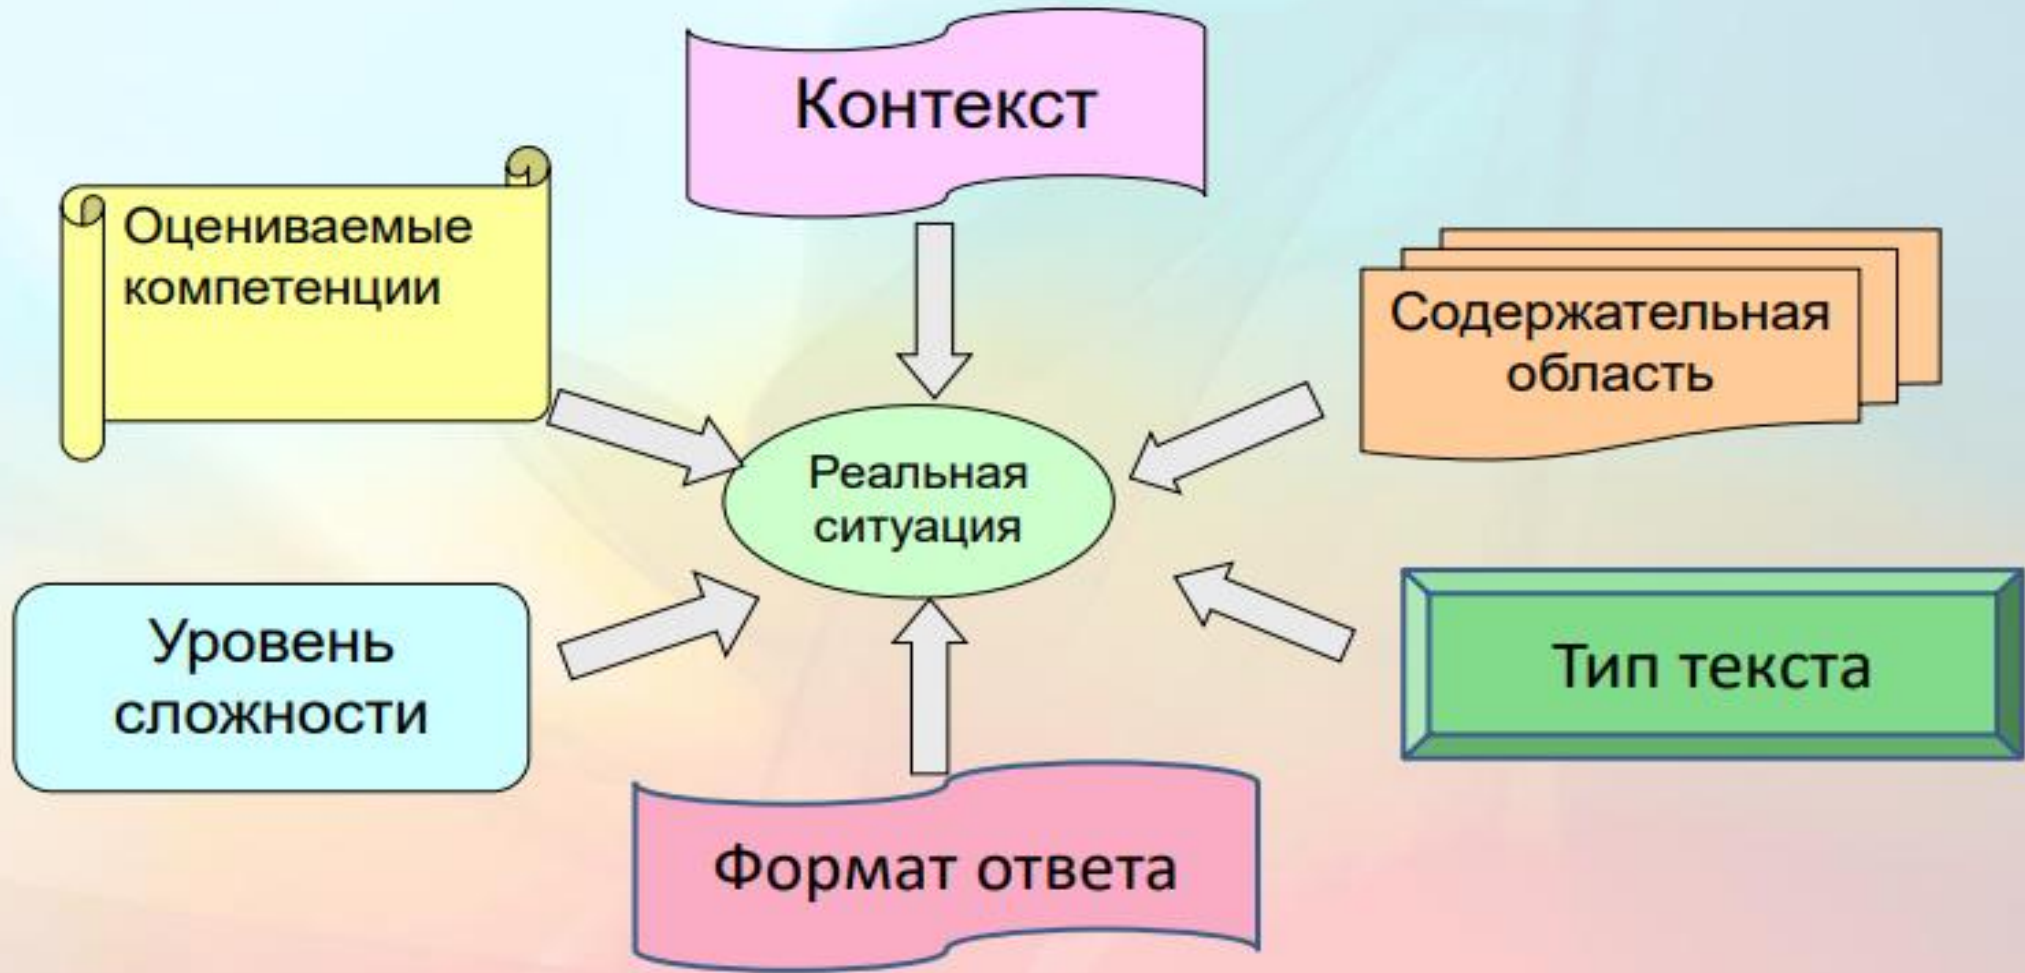 Контекст
Оцениваемые
компетенции
Содержательная
область
Реальная
ситуация
Уровень
сложности
Тип текста
Формат ответа